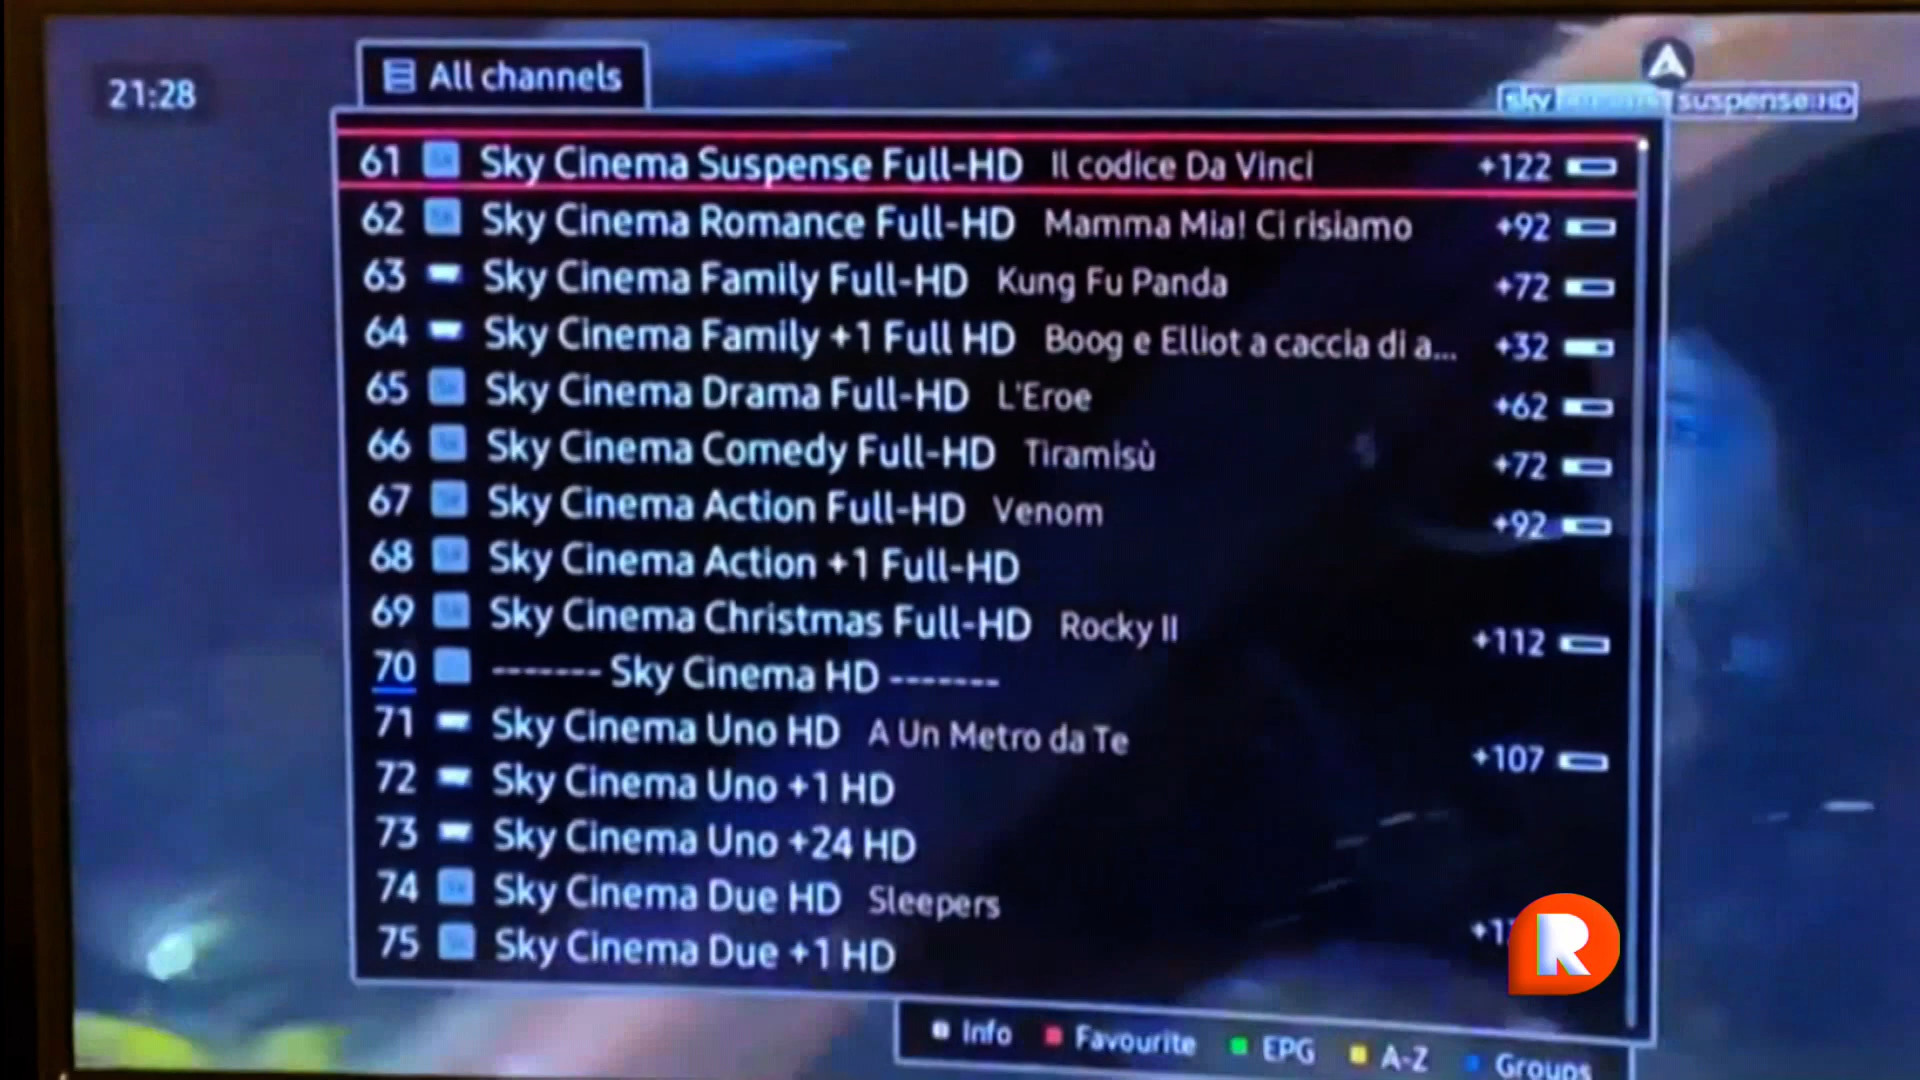 21:28
All channels
sky suspense HD
61 Sky Cinema Suspense Full-HD Il codice Da Vinci +122
62 Sky Cinema Romance Full-HD Mamma Mia! Ci risiamo +92
63 Sky Cinema Family Full-HD Kung Fu Panda +72
64 Sky Cinema Family +1 Full HD Boog e Elliot a caccia di a... +32
65 Sky Cinema Drama Full-HD L'Eroe +62
66 Sky Cinema Comedy Full-HD Tiramisù +72
67 Sky Cinema Action Full-HD Venom +92
68 Sky Cinema Action +1 Full-HD
69 Sky Cinema Christmas Full-HD Rocky II +112
70 ------- Sky Cinema HD -------
71 Sky Cinema Uno HD A Un Metro da Te +107
72 Sky Cinema Uno +1 HD
73 Sky Cinema Uno +24 HD
74 Sky Cinema Due HD Sleepers
75 Sky Cinema Due +1 HD
R
Info Favourite EPG A-Z Groups